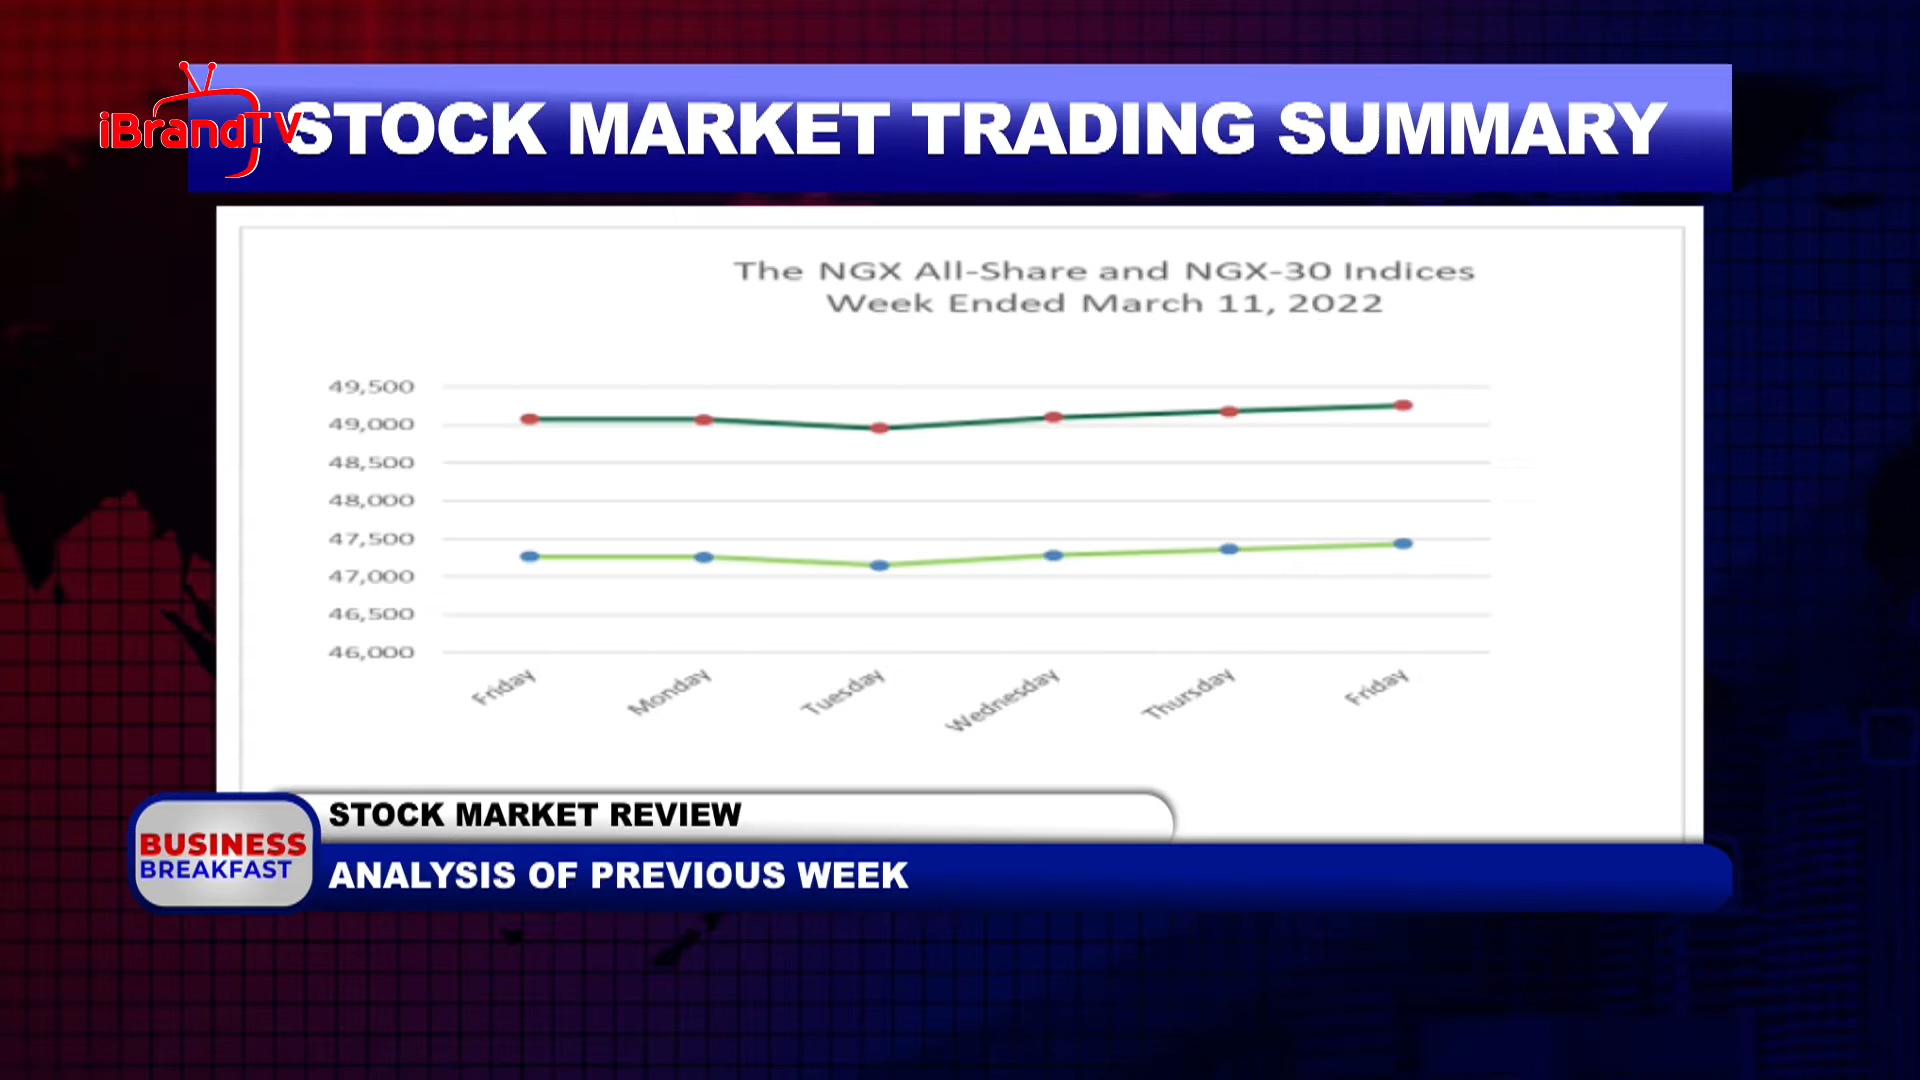 iBrandTV
STOCK MARKET TRADING SUMMARY
The NGX All-Share and NGX-30 Indices
Week Ended March 11, 2022
49,500
49,000
48,500
48,000
47,500
47,000
46,500
46,000
Friday
Monday
Tuesday
Wednesday
Thursday
Friday
STOCK MARKET REVIEW
BUSINESS
BREAKFAST
ANALYSIS OF PREVIOUS WEEK